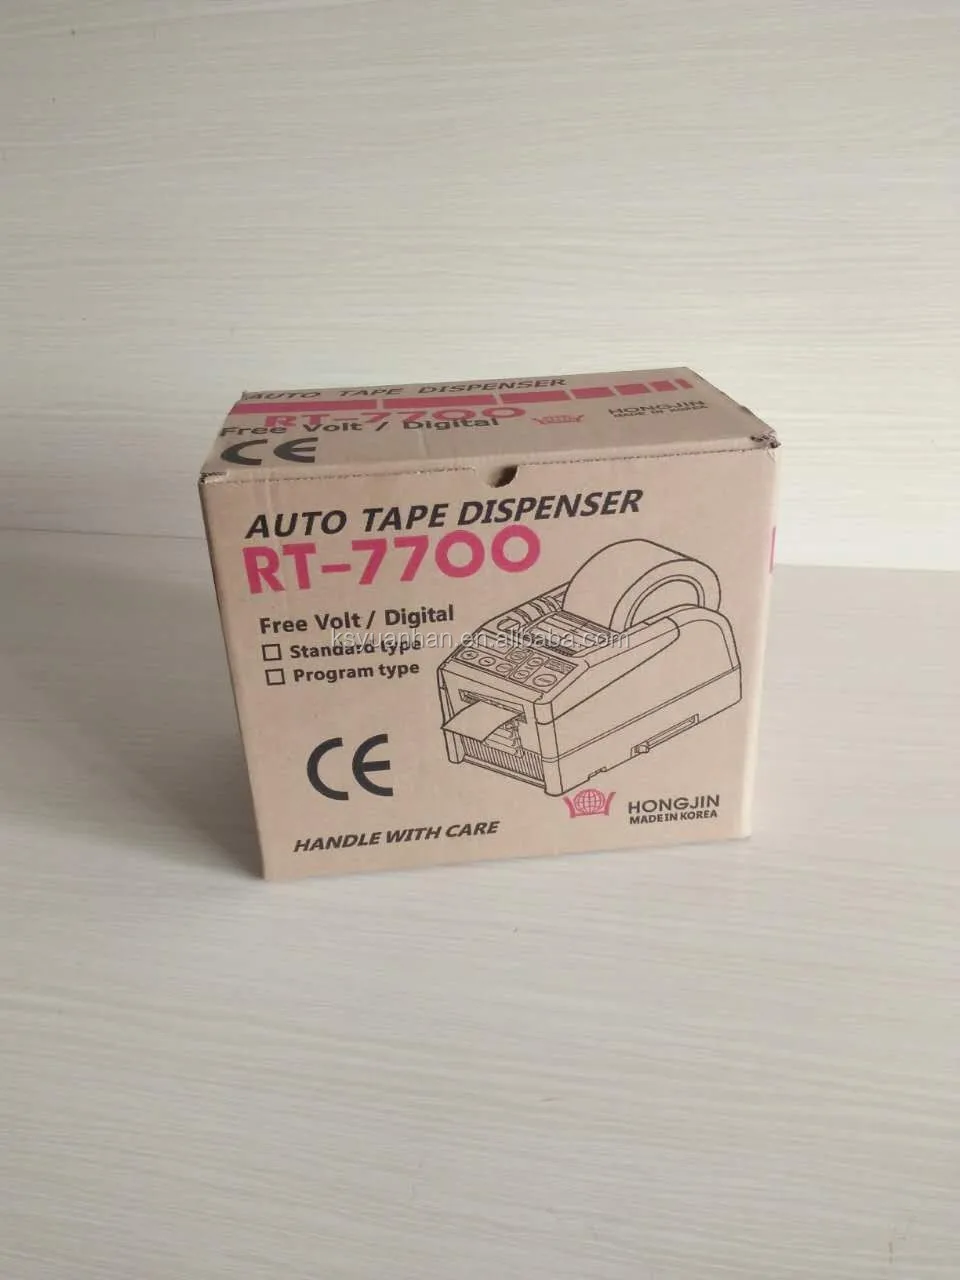 AUTO TAPE DISPENSER
RT-7700
Free Volt / Digital
CE
HONGJIN
MADE IN KOREA
AUTO TAPE DISPENSER
RT-7700
Free Volt / Digital
ksyuanhan.en.alibaba.com
Standard type
Program type
CE
HONGJIN
MADE IN KOREA
HANDLE WITH CARE